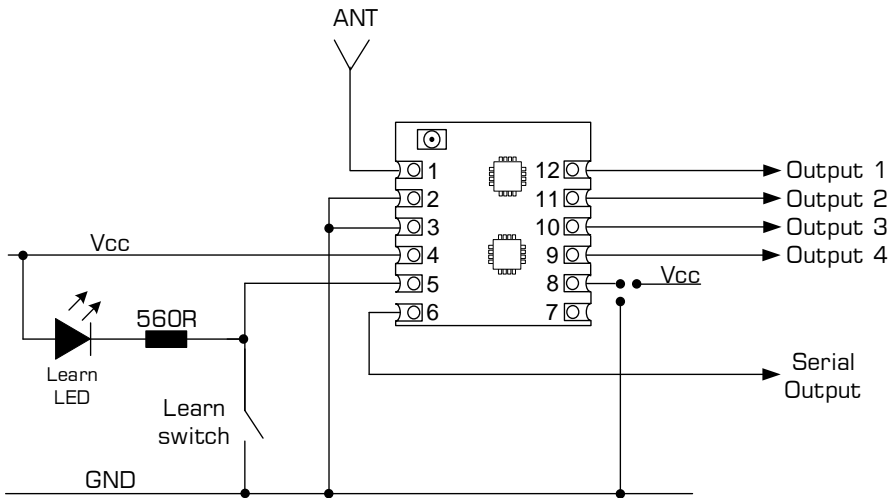 ANT
1 12 Output 1
2 11 Output 2
3 10 Output 3
Vcc 4 9 Output 4
5 8 Vcc
6 7
560R
Learn
LED
Serial
Output
Learn
switch
GND